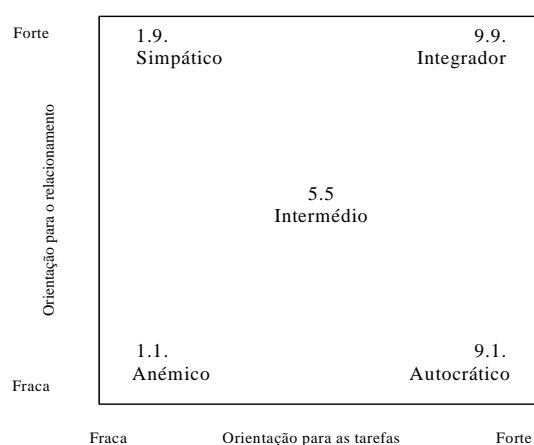 Forte
1.9.
9.9.
Simpático
Integrador
Orientação para o relacionamento
5.5
Intermédio
1.1.
9.1.
Anémico
Autocrático
Fraca
Fraca
Orientação para as tarefas
Forte